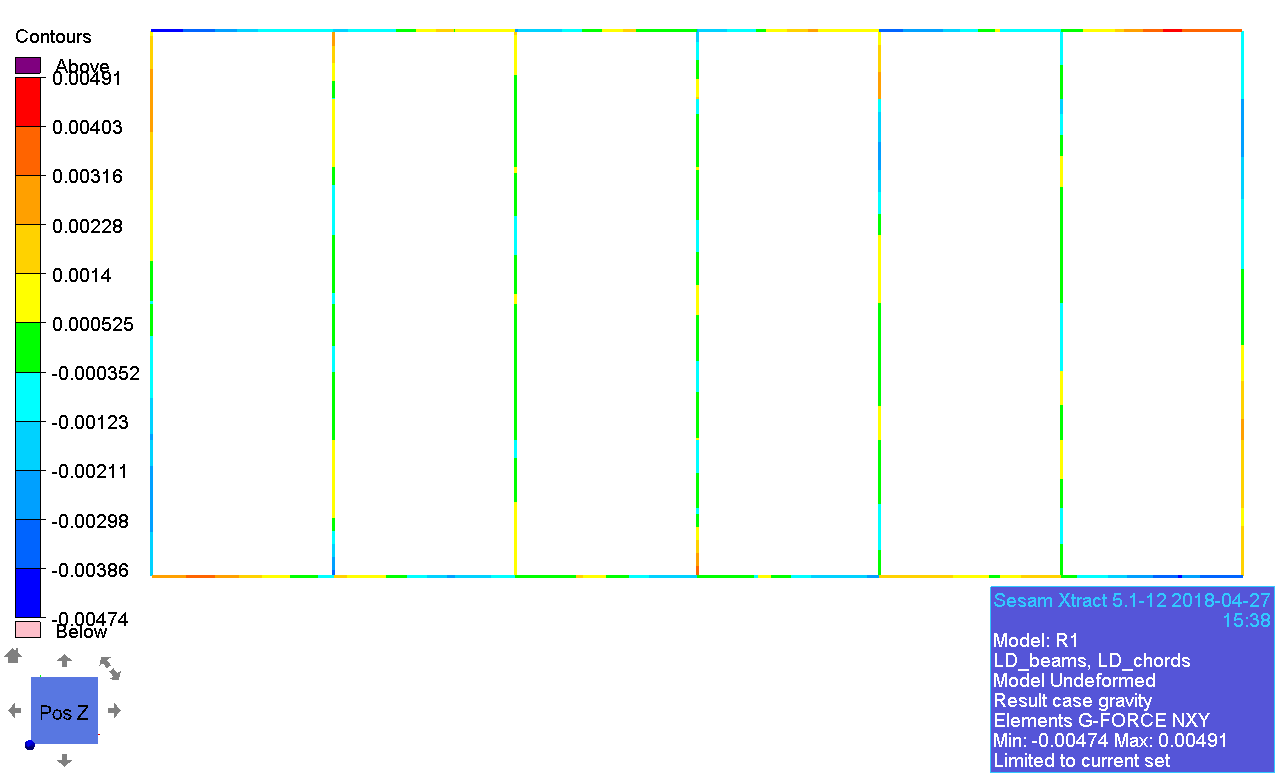 Contours
Above
0.00491
0.00403
0.00316
0.00228
0.0014
0.000525
-0.000352
-0.00123
-0.00211
-0.00298
-0.00386
-0.00474
Below
Pos Z
Sesam Xtract 5.1-12 2018-04-27
15:38
Model: R1
LD_beams, LD_chords
Model Undeformed
Result case gravity
Elements G-FORCE NXY
Min: -0.00474 Max: 0.00491
Limited to current set